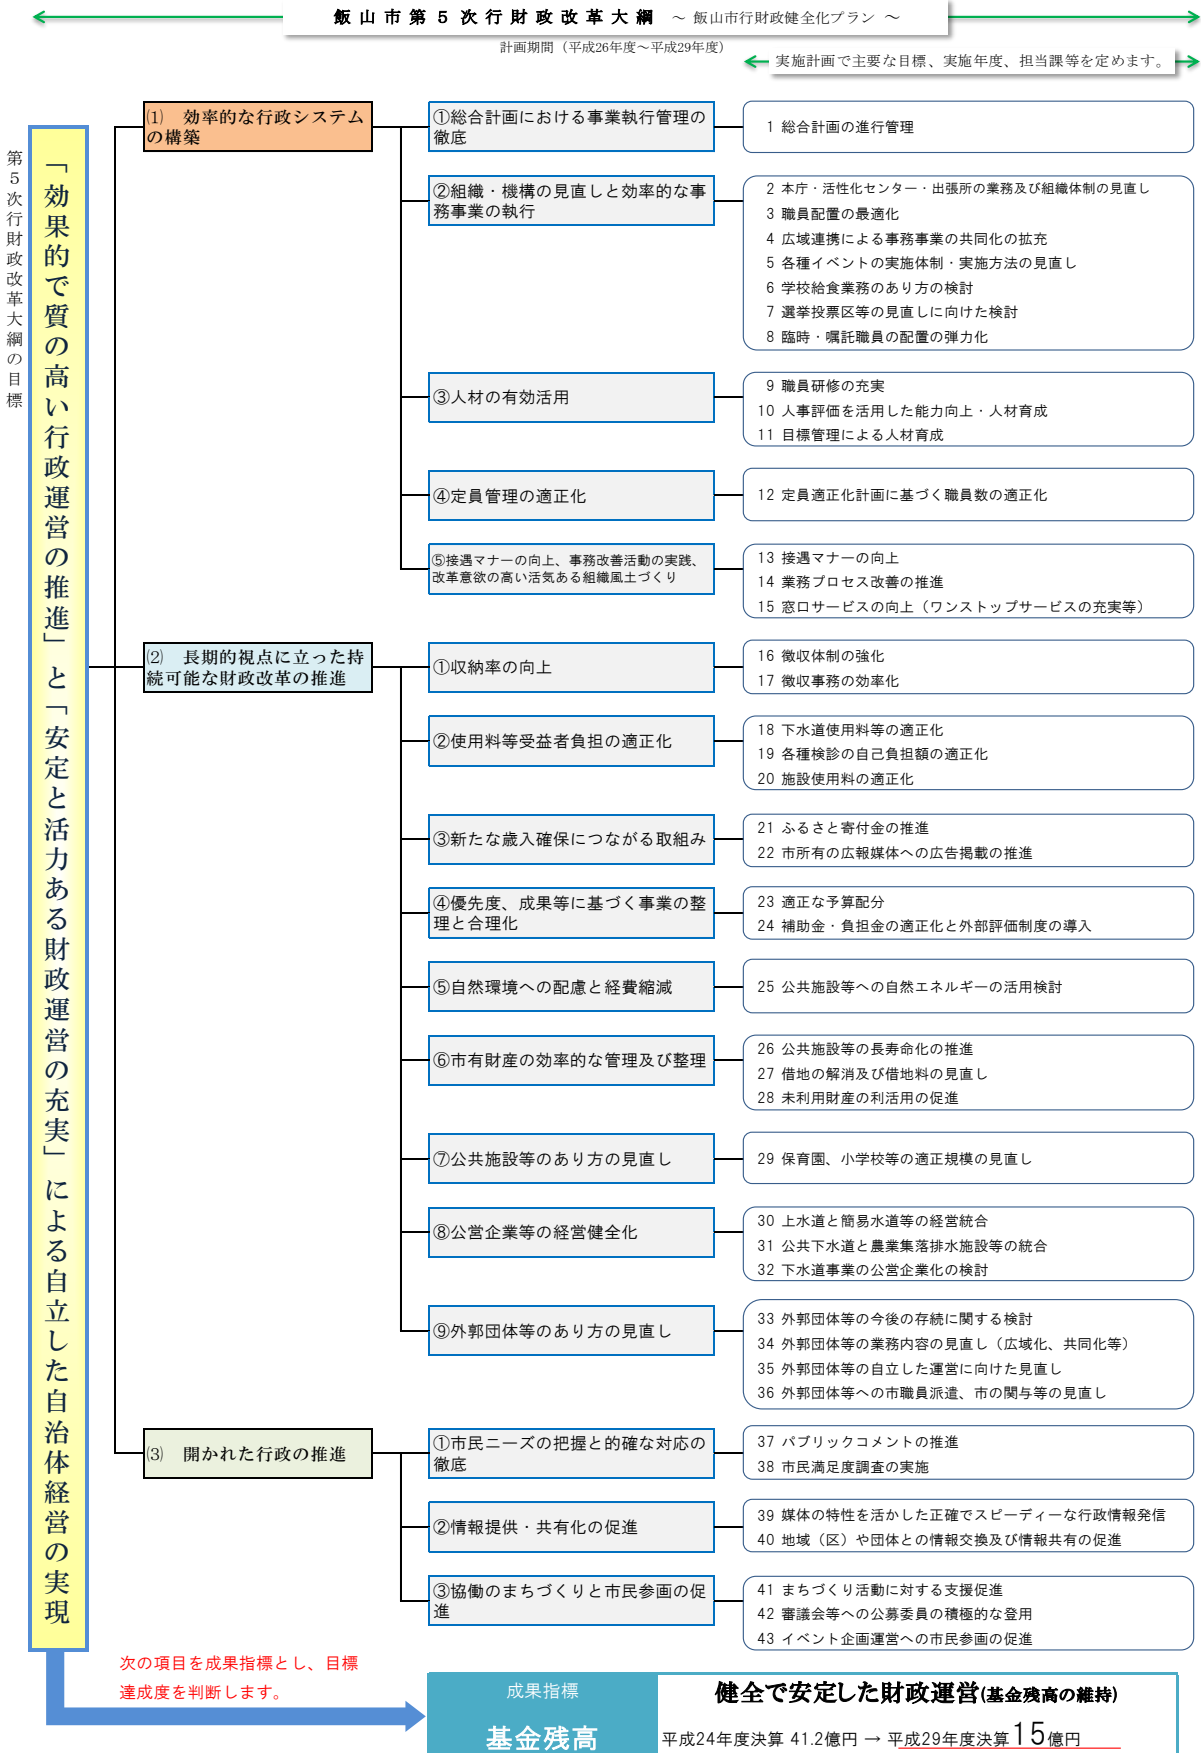 飯山市第５次行財政改革大綱 ～ 飯山市行財政健全化プラン ～
計画期間（平成26年度～平成29年度）
実施計画で主要な目標、実施年度、担当課等を定めます。
第５次行財政改革大綱の目標
「効果的で質の高い行政運営の推進」と「安定と活力ある財政運営の充実」による自立した自治体経営の実現
⑴　効率的な行政システム
の構築
①総合計画における事業執行管理の
徹底
1 総合計画の進行管理
②組織・機構の見直しと効率的な事
務事業の執行
2 本庁・活性化センター・出張所の業務及び組織体制の見直し
3 職員配置の最適化
4 広域連携による事務事業の共同化の拡充
5 各種イベントの実施体制・実施方法の見直し
6 学校給食業務のあり方の検討
7 選挙投票区等の見直しに向けた検討
8 臨時・嘱託職員の配置の弾力化
③人材の有効活用
9 職員研修の充実
10 人事評価を活用した能力向上・人材育成
11 目標管理による人材育成
④定員管理の適正化
12 定員適正化計画に基づく職員数の適正化
⑤接遇マナーの向上、事務改善活動の実践、
改革意欲の高い活気ある組織風土づくり
13 接遇マナーの向上
14 業務プロセス改善の推進
15 窓口サービスの向上（ワンストップサービスの充実等）
⑵　長期的視点に立った持
続可能な財政改革の推進
①収納率の向上
16 徴収体制の強化
17 徴収事務の効率化
②使用料等受益者負担の適正化
18 下水道使用料等の適正化
19 各種検診の自己負担額の適正化
20 施設使用料の適正化
③新たな歳入確保につながる取組み
21 ふるさと寄付金の推進
22 市所有の広報媒体への広告掲載の推進
④優先度、成果等に基づく事業の整
理と合理化
23 適正な予算配分
24 補助金・負担金の適正化と外部評価制度の導入
⑤自然環境への配慮と経費縮減
25 公共施設等への自然エネルギーの活用検討
⑥市有財産の効率的な管理及び整理
26 公共施設等の長寿命化の推進
27 借地の解消及び借地料の見直し
28 未利用財産の利活用の促進
⑦公共施設等のあり方の見直し
29 保育園、小学校等の適正規模の見直し
⑧公営企業等の経営健全化
30 上水道と簡易水道等の経営統合
31 公共下水道と農業集落排水施設等の統合
32 下水道事業の公営企業化の検討
⑨外郭団体等のあり方の見直し
33 外郭団体等の今後の存続に関する検討
34 外郭団体等の業務内容の見直し（広域化、共同化等）
35 外郭団体等の自立した運営に向けた見直し
36 外郭団体等への市職員派遣、市の関与等の見直し
⑶　開かれた行政の推進
①市民ニーズの把握と的確な対応の
徹底
37 パブリックコメントの推進
38 市民満足度調査の実施
②情報提供・共有化の促進
39 媒体の特性を活かした正確でスピーディーな行政情報発信
40 地域（区）や団体との情報交換及び情報共有の促進
③協働のまちづくりと市民参画の促
進
41 まちづくり活動に対する支援促進
42 審議会等への公募委員の積極的な登用
43 イベント企画運営への市民参画の促進
次の項目を成果指標とし、目標
達成度を判断します。
成果指標
基金残高
健全で安定した財政運営(基金残高の維持)
平成24年度決算 41.2億円 → 平成29年度決算15億円